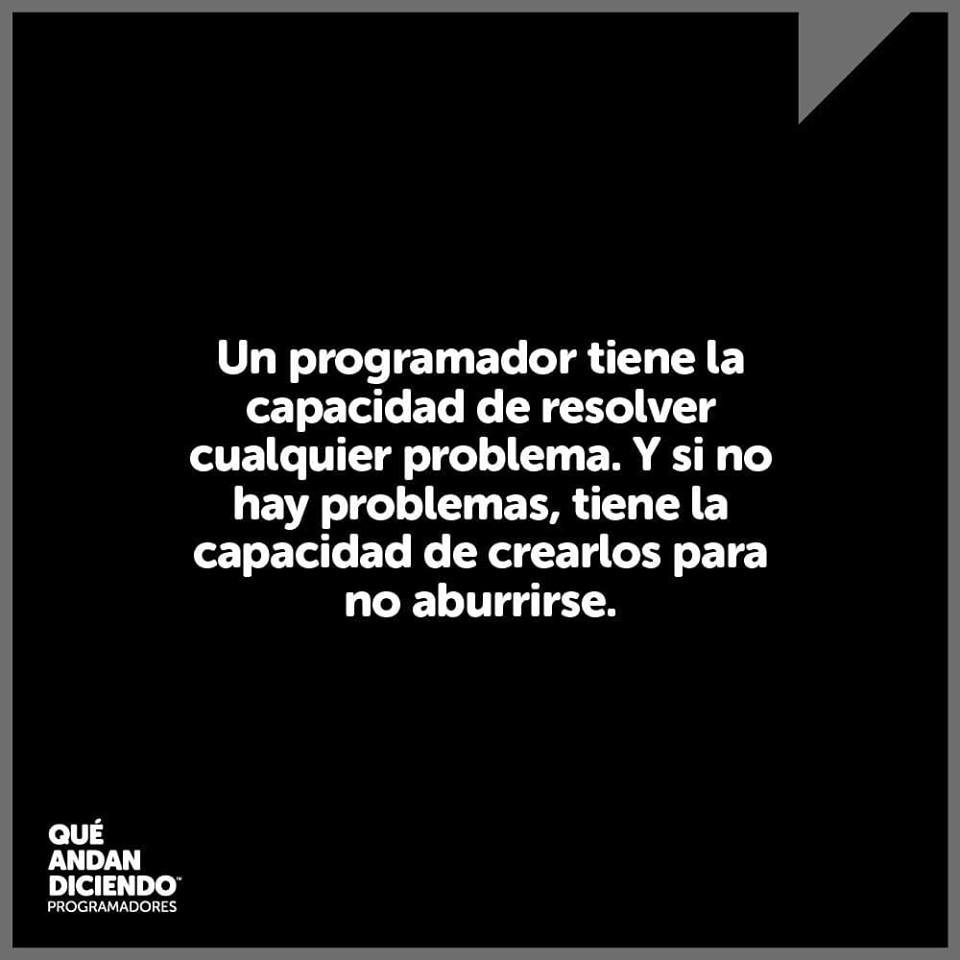 Un programador tiene la
capacidad de resolver
cualquier problema. Y si no
hay problemas, tiene la
capacidad de crearlos para
no aburrirse.
QUÉ
ANDAN
DICIENDO™
PROGRAMADORES